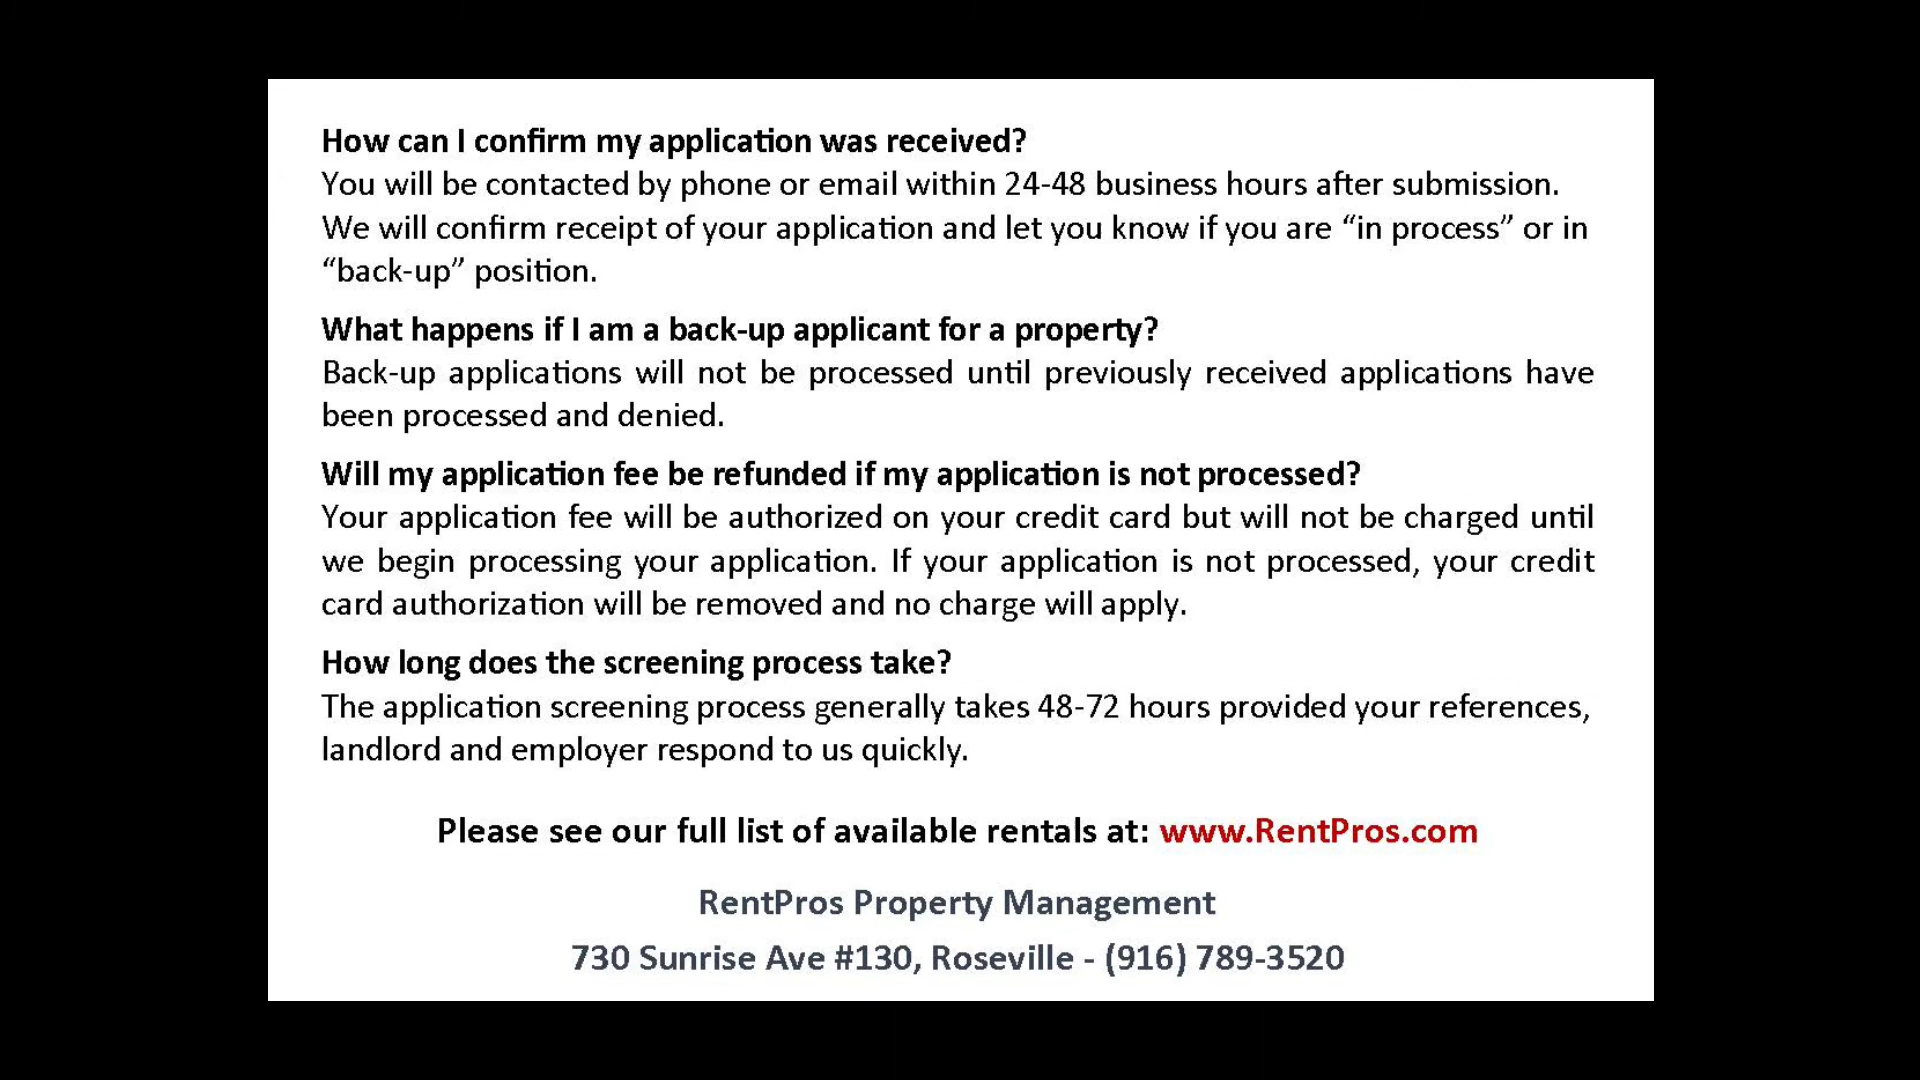 How can I confirm my application was received?
You will be contacted by phone or email within 24-48 business hours after submission.
We will confirm receipt of your application and let you know if you are “in process” or in
“back-up” position.
What happens if I am a back-up applicant for a property?
Back-up applications will not be processed until previously received applications have
been processed and denied.
Will my application fee be refunded if my application is not processed?
Your application fee will be authorized on your credit card but will not be charged until
we begin processing your application. If your application is not processed, your credit
card authorization will be removed and no charge will apply.
How long does the screening process take?
The application screening process generally takes 48-72 hours provided your references,
landlord and employer respond to us quickly.
Please see our full list of available rentals at: www.RentPros.com
RentPros Property Management
730 Sunrise Ave #130, Roseville - (916) 789-3520